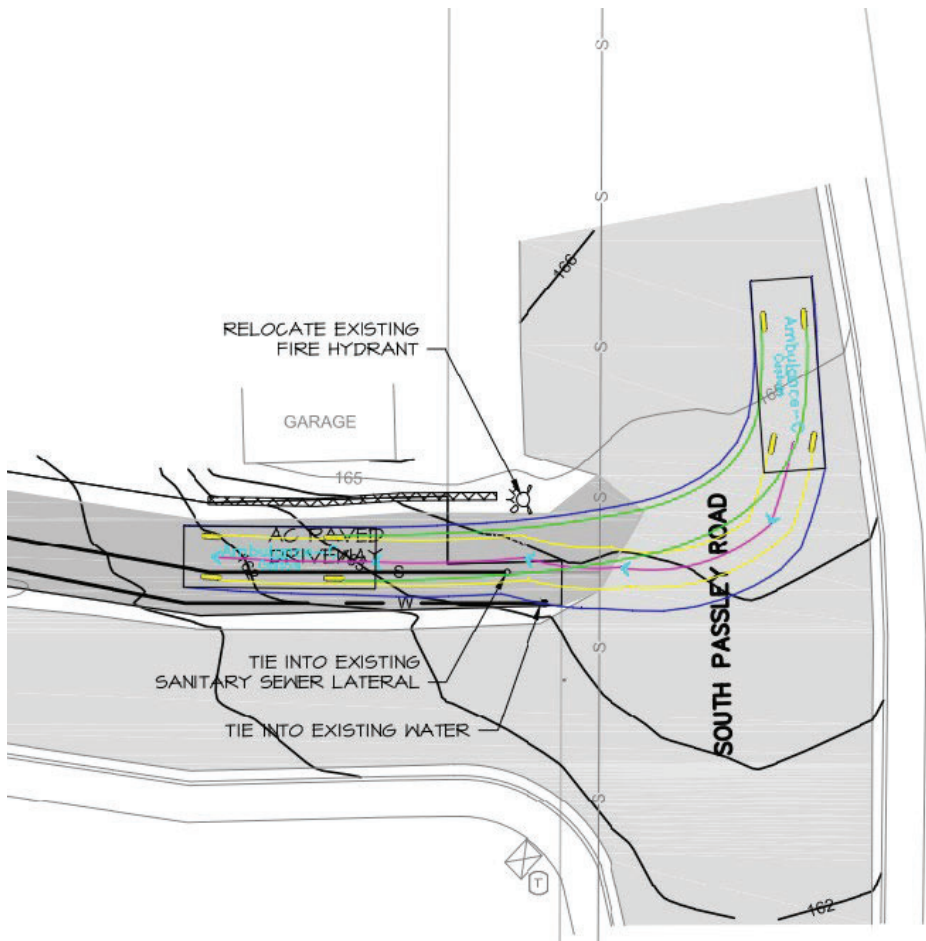 S
S
166
RELOCATE EXISTING
FIRE HYDRANT
S
Ambulance-C
GARAGE
165
S
AC PAVED
DRIVEWAY
S
W
SOUTH PASSLEY ROAD
TIE INTO EXISTING
SANITARY SEWER LATERAL
S
TIE INTO EXISTING WATER
S
T
162